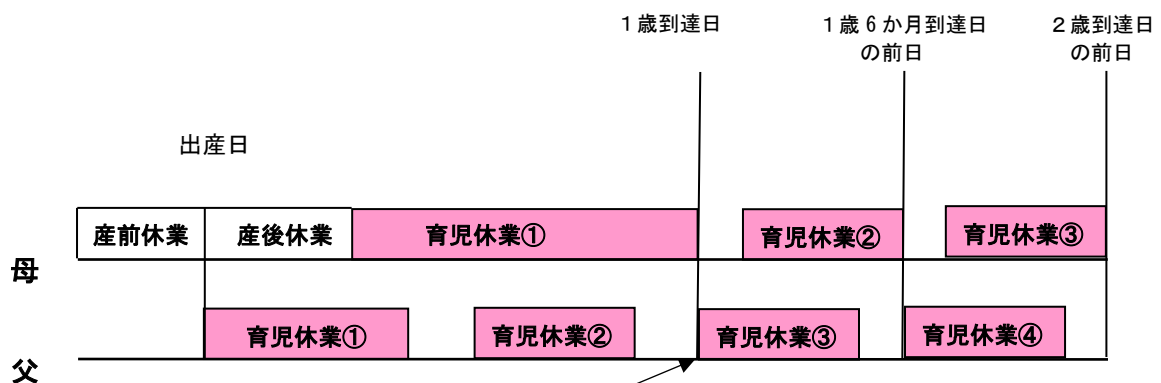 1歳到達日
1歳6か月到達日
の前日
2歳到達日
の前日
出産日
産前休業
産後休業
育児休業①
育児休業②
育児休業③
母
育児休業①
育児休業②
育児休業③
育児休業④
父